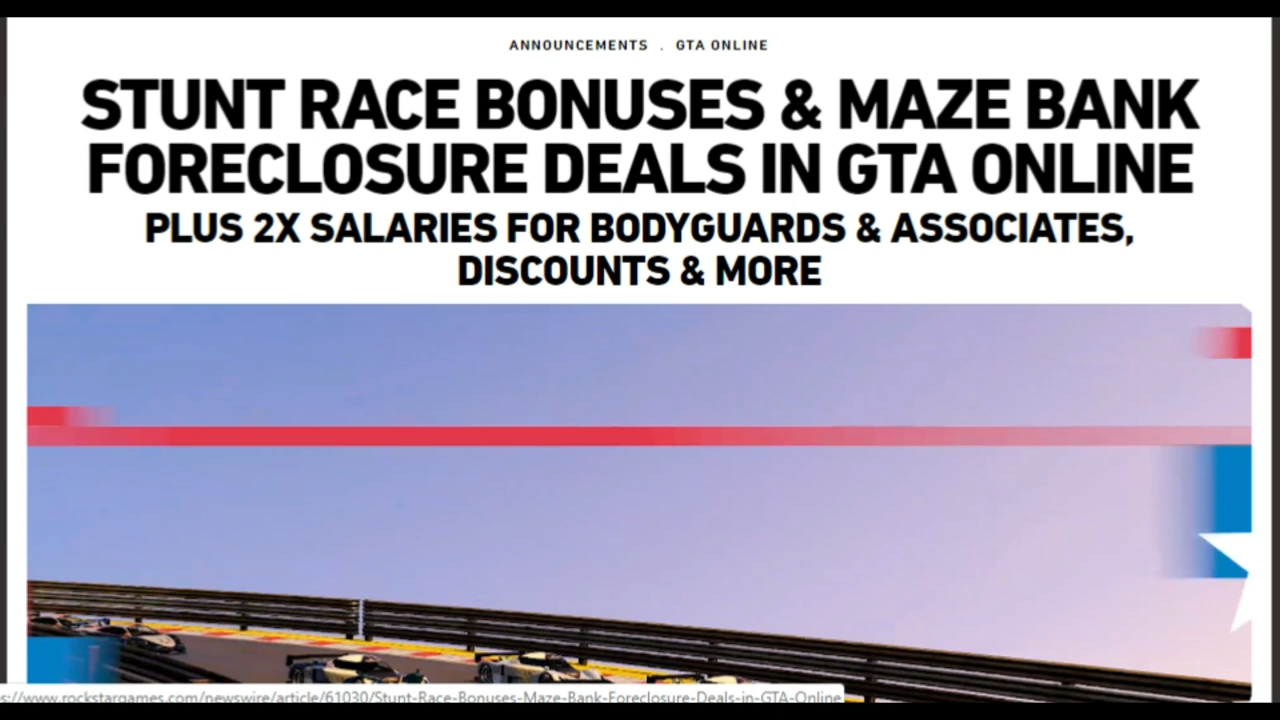 ANNOUNCEMENTS . GTA ONLINE
STUNT RACE BONUSES & MAZE BANK
FORECLOSURE DEALS IN GTA ONLINE
PLUS 2X SALARIES FOR BODYGUARDS & ASSOCIATES,
DISCOUNTS & MORE
s://www.rockstargames.com/newswire/article/61030/Stunt-Race-Bonuses-Maze-Bank-Foreclosure-Deals-in-GTA-Online